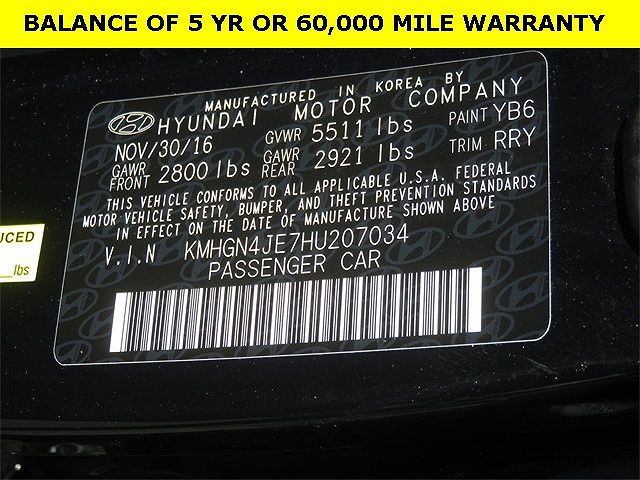 BALANCE OF 5 YR OR 60,000 MILE WARRANTY
MANUFACTURED IN KOREA BY
HYUNDAI MOTOR COMPANY
NOV/30/16 GVWR 5511 lbs PAINT YB6
GAWR FRONT 2800 lbs GAWR REAR 2921 lbs TRIM RRY
THIS VEHICLE CONFORMS TO ALL APPLICABLE U.S.A. FEDERAL
MOTOR VEHICLE SAFETY, BUMPER, AND THEFT PREVENTION STANDARDS
IN EFFECT ON THE DATE OF MANUFACTURE SHOWN ABOVE
V.I.N KMHGN4JE7HU207034
PASSENGER CAR
UCED
lbs